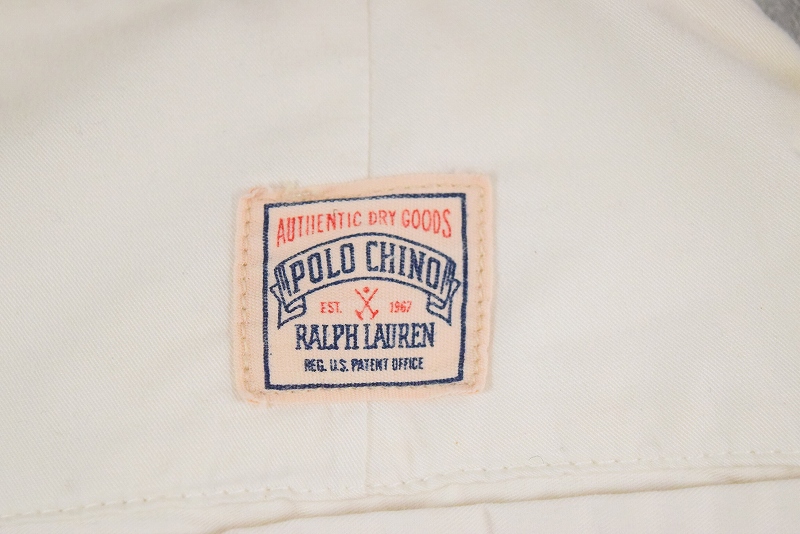 AUTHENTIC DRY GOODS
POLO CHINO
EST. 1967
RALPH LAUREN
REG. U.S. PATENT OFFICE